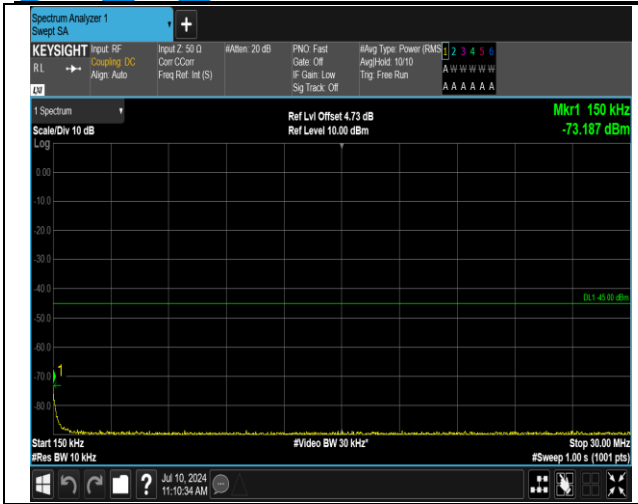 Spectrum Analyzer 1
Swept SA
+
KEYSIGHT
RL
LXI
Input: RF
Coupling: DC
Align: Auto
Input Z: 50 Ω
Corr CCorr
Freq Ref: Int (S)
#Atten: 20 dB
PNO: Fast
Gate: Off
IF Gain: Low
Sig Track: Off
#Avg Type: Power (RMS
Avg|Hold: 10/10
Trig: Free Run
1 2 3 4 5 6
A W W W W W
A A A A A A
1 Spectrum
Scale/Div 10 dB
Log
Ref Lvl Offset 4.73 dB
Ref Level 10.00 dBm
Mkr1 150 kHz
-73.187 dBm
0.00
-10.0
-20.0
-30.0
-40.0
DL1 -45.00 dBm
-50.0
-60.0
-70.0
1
-80.0
Start 150 kHz
#Res BW 10 kHz
#Video BW 30 kHz*
Stop 30.00 MHz
#Sweep 1.00 s (1001 pts)
?
Jul 10, 2024
11:10:34 AM